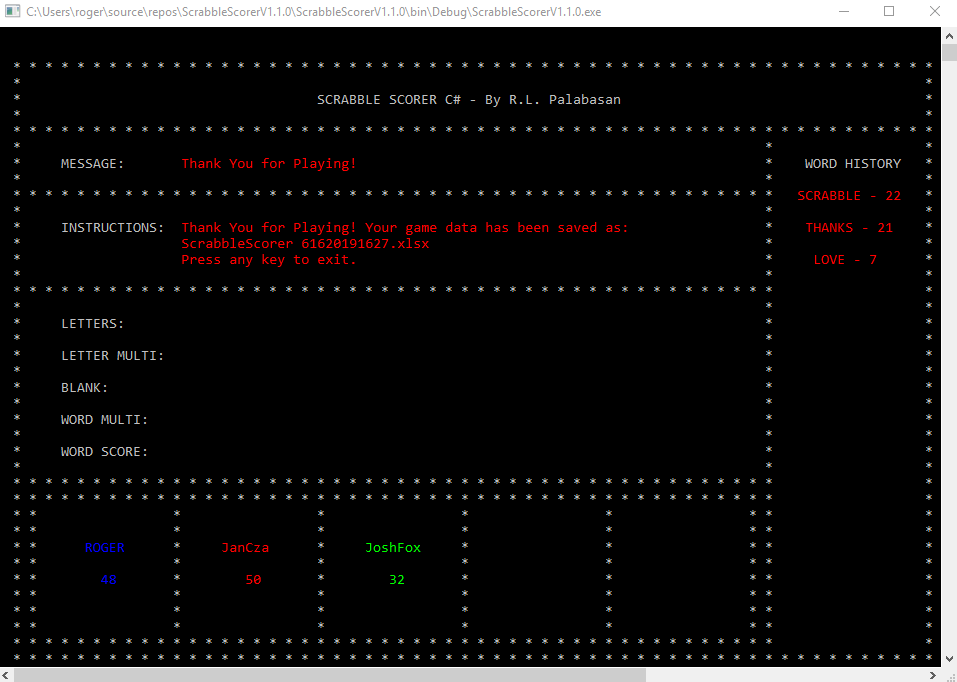 C:\Users\roger\source\repos\ScrabbleScorerV1.1.0\ScrabbleScorerV1.1.0\bin\Debug\ScrabbleScorerV1.1.0.exe
SCRABBLE SCORER C# - By R.L. Palabasan
MESSAGE: Thank You for Playing!
INSTRUCTIONS: Thank You for Playing! Your game data has been saved as:
ScrabbleScorer 61620191627.xlsx
Press any key to exit.
LETTERS:
LETTER MULTI:
BLANK:
WORD MULTI:
WORD SCORE:
WORD HISTORY
SCRABBLE - 22
THANKS - 21
LOVE - 7
ROGER JanCza JoshFox
48 50 32